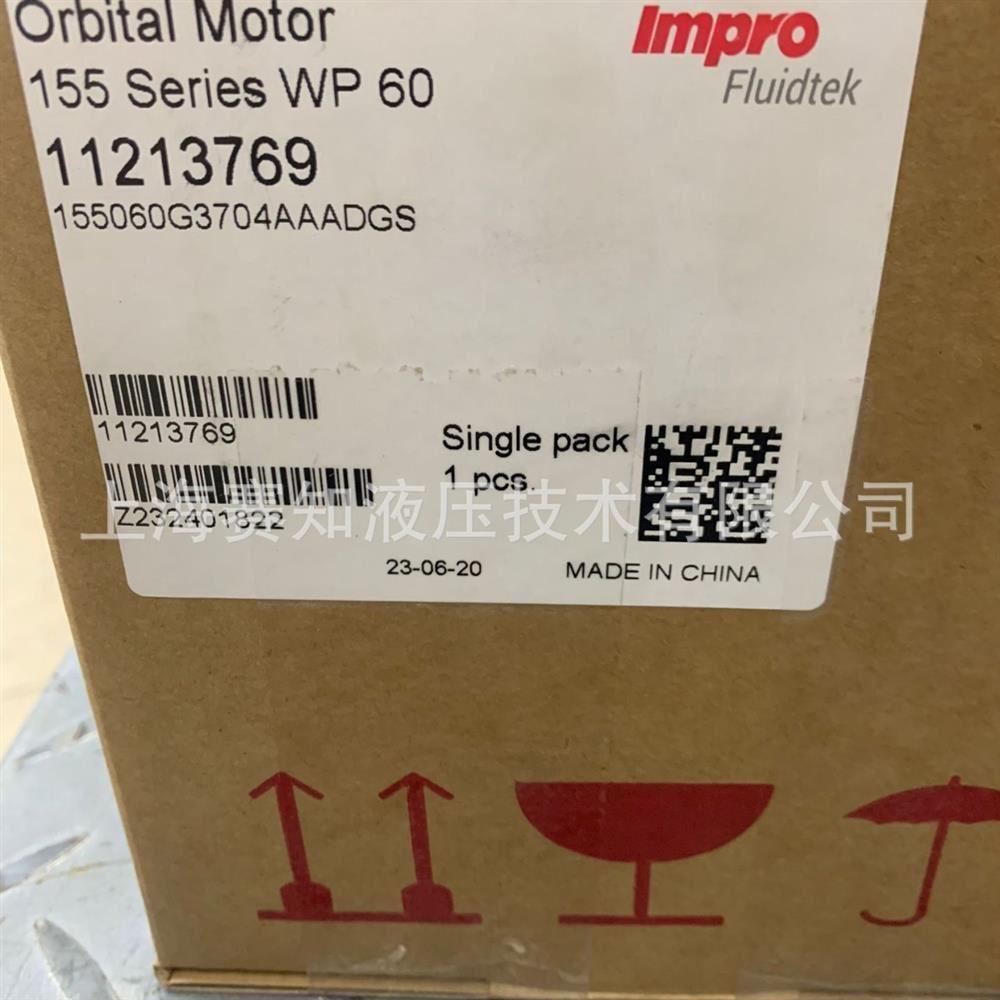 Orbital Motor
Impro
Fluidtek
155 Series WP 60
11213769
155060G3704AAADGS
11213769
Single pack
1 pcs.
Z232401822
上海赛知液压技术有限公司
23-06-20
MADE IN CHINA